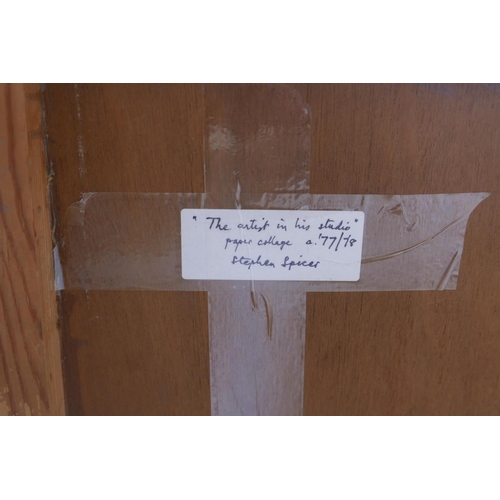 "The artist in his studio"
paper collage a.'77/78
Stephen Spicer